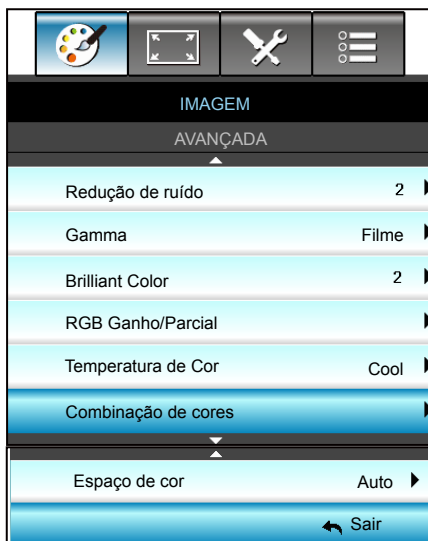 IMAGEM
AVANÇADA
Redução de ruído 2
Gamma Filme
Brilliant Color 2
RGB Ganho/Parcial
Temperatura de Cor Cool
Combinação de cores
Espaço de cor Auto
Sair